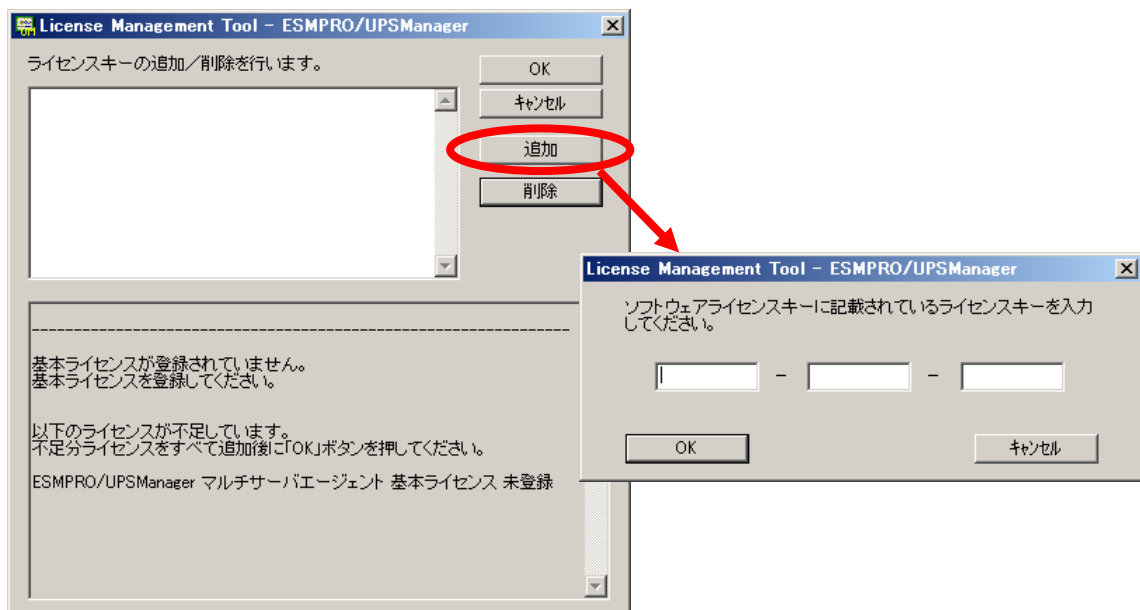 License Management Tool - ESMPRO/UPSManager
ライセンスキーの追加／削除を行います。
OK
キャンセル
追加
削除
--------------------------------------------------------------------
基本ライセンスが登録されていません。
基本ライセンスを登録してください。
以下のライセンスが不足しています。
不足分ライセンスをすべて追加後に「OK」ボタンを押してください。
ESMPRO/UPSManager マルチサーバエージェント 基本ライセンス 未登録
License Management Tool - ESMPRO/UPSManager
ソフトウェアライセンスキーに記載されているライセンスキーを入力
してください。
- -
OK
キャンセル